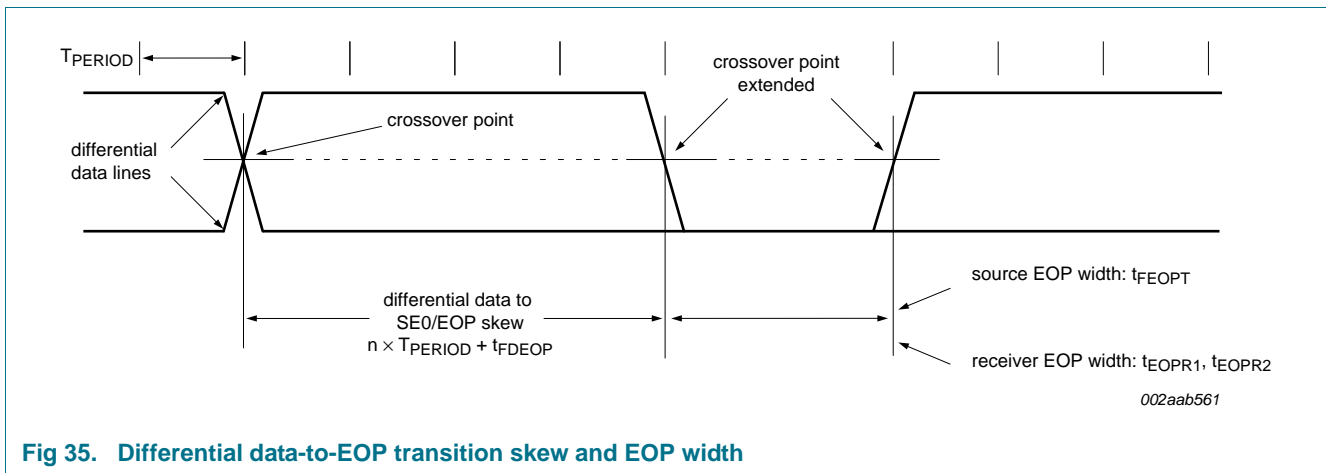 TPERIOD
crossover point
extended
crossover point
differential
data lines
differential data to
SE0/EOP skew
n × TPERIOD + tFDEOP
source EOP width: tFEOPT
receiver EOP width: tEOPR1, tEOPR2
002aab561
Fig 35. Differential data-to-EOP transition skew and EOP width